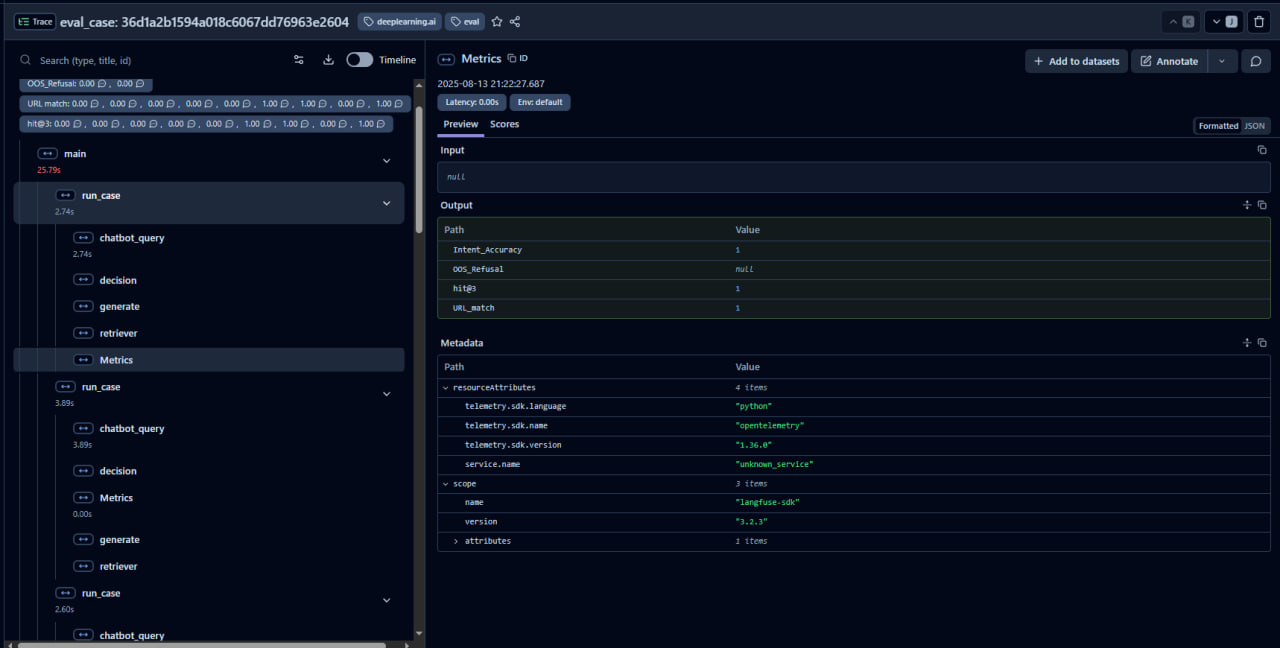 Trace eval_case: 36d1a2b1594a018c6067dd76963e2604 deeplearning.ai eval K J
Search (type, title, id) Timeline
OOS_Refusal: 0.00 , 0.00
URL match: 0.00 , 0.00 , 0.00 , 0.00 , 0.00 , 1.00 , 1.00 , 0.00 , 1.00
hit@3: 0.00 , 0.00 , 0.00 , 0.00 , 0.00 , 1.00 , 1.00 , 0.00 , 1.00
main
25.79s
run_case
2.74s
chatbot_query
2.74s
decision
generate
retriever
Metrics
run_case
3.89s
chatbot_query
3.89s
decision
Metrics
0.00s
generate
retriever
run_case
2.60s
chatbot_query
Metrics ID
Add to datasets Annotate
2025-08-13 21:22:27.687
Latency: 0.00s Env: default
Preview Scores
Formatted JSON
Input
null
Output
Path Value
Intent_Accuracy 1
OOS_Refusal null
hit@3 1
URL_match 1
Metadata
Path Value
resourceAttributes 4 items
telemetry.sdk.language "python"
telemetry.sdk.name "opentelemetry"
telemetry.sdk.version "1.36.0"
service.name "unknown_service"
scope 3 items
name "langfuse-sdk"
version "3.2.3"
attributes 1 items